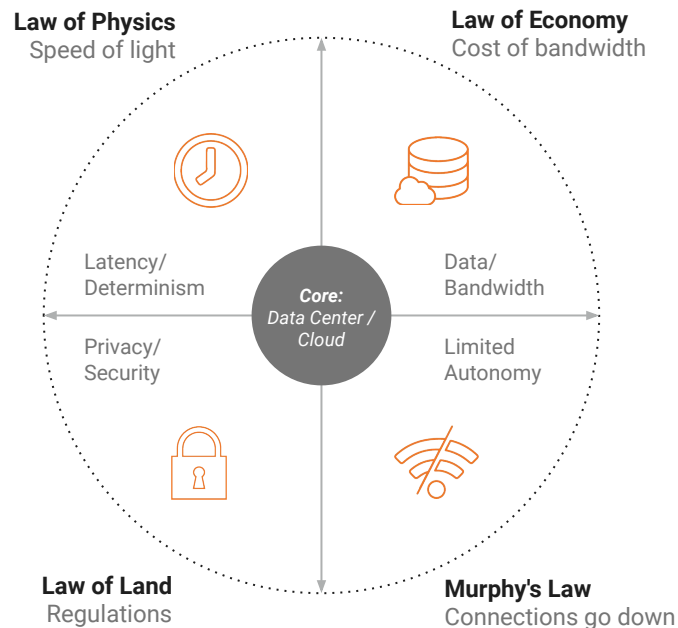 Law of Physics
Speed of light
Law of Economy
Cost of bandwidth
Latency/
Determinism
Data/
Bandwidth
Core:
Data Center /
Cloud
Privacy/
Security
Limited
Autonomy
Law of Land
Regulations
Murphy's Law
Connections go down